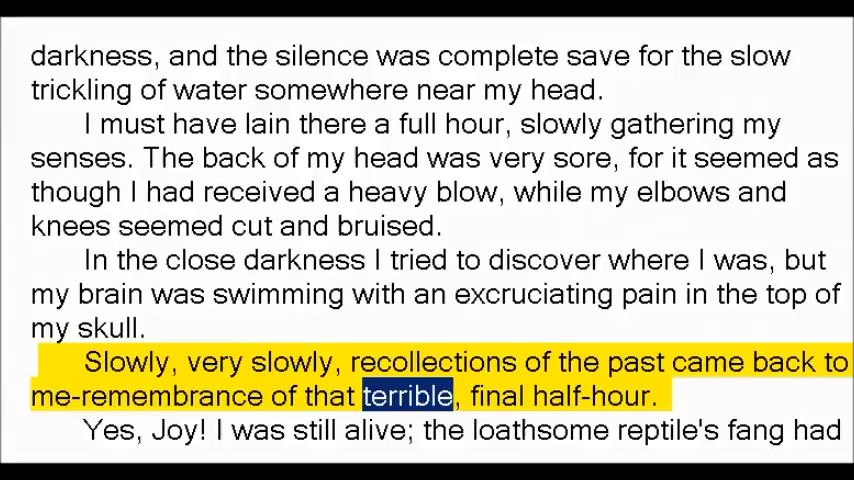 darkness, and the silence was complete save for the slow
trickling of water somewhere near my head.
I must have lain there a full hour, slowly gathering my
senses. The back of my head was very sore, for it seemed as
though I had received a heavy blow, while my elbows and
knees seemed cut and bruised.
In the close darkness I tried to discover where I was, but
my brain was swimming with an excruciating pain in the top of
my skull.
Slowly, very slowly, recollections of the past came back to
me-remembrance of that terrible, final half-hour.
Yes, Joy! I was still alive; the loathsome reptile's fang had